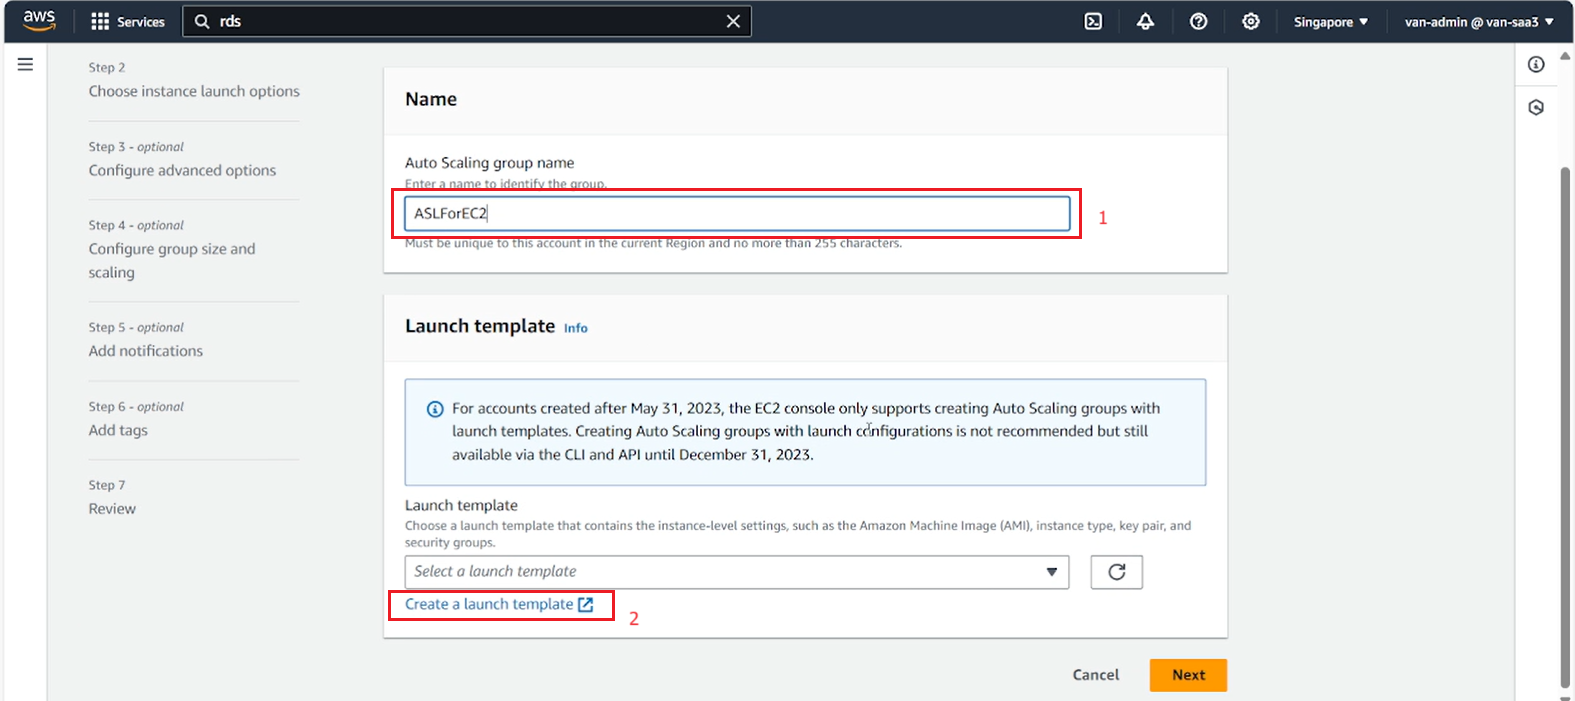 aws
Services
rds
Singapore
van-admin @ van-saa3
Step 2
Choose instance launch options
Step 3 - optional
Configure advanced options
Step 4 - optional
Configure group size and
scaling
Step 5 - optional
Add notifications
Step 6 - optional
Add tags
Step 7
Review
Name
Auto Scaling group name
Enter a name to identify the group.
ASLForEC2
1
Must be unique to this account in the current Region and no more than 255 characters.
Launch template Info
For accounts created after May 31, 2023, the EC2 console only supports creating Auto Scaling groups with
launch templates. Creating Auto Scaling groups with launch configurations is not recommended but still
available via the CLI and API until December 31, 2023.
Launch template
Choose a launch template that contains the instance-level settings, such as the Amazon Machine Image (AMI), instance type, key pair, and
security groups.
Select a launch template
Create a launch template
2
Cancel
Next